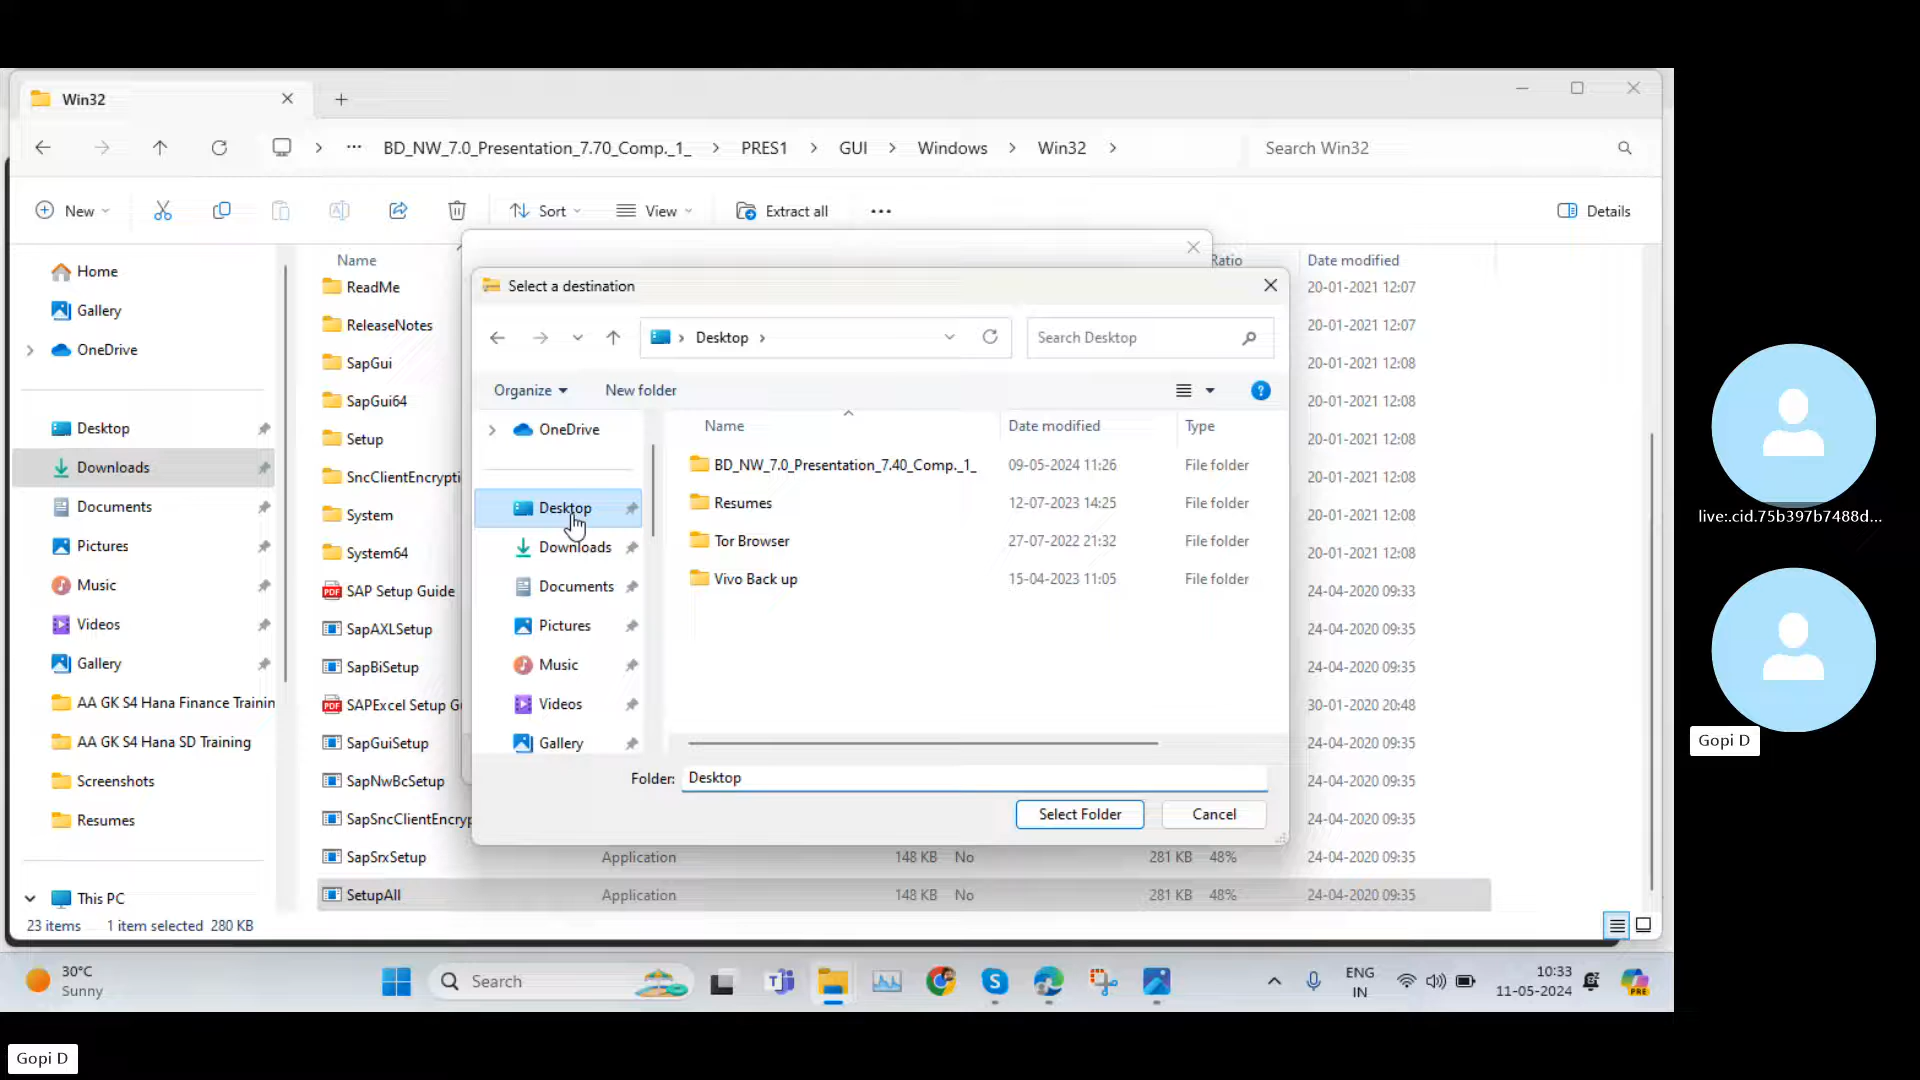 Win32
BD_NW_7.0_Presentation_7.70_Comp._1_ > PRES1 > GUI > Windows > Win32 >
Search Win32
New
Sort
View
Extract all
Details
Home
Gallery
OneDrive
Desktop
Downloads
Documents
Pictures
Music
Videos
Gallery
AA GK S4 Hana Finance Trainin
AA GK S4 Hana SD Training
Screenshots
Resumes
This PC
Name Ratio Date modified
ReadMe 20-01-2021 12:07
ReleaseNotes 20-01-2021 12:07
SapGui 20-01-2021 12:08
SapGui64 20-01-2021 12:08
Setup 20-01-2021 12:08
SncClientEncrypti 20-01-2021 12:08
System 20-01-2021 12:08
System64 20-01-2021 12:08
SAP Setup Guide 24-04-2020 09:33
SapAXLSetup 24-04-2020 09:35
SapBiSetup 24-04-2020 09:35
SAPExcel Setup G 30-01-2020 20:48
SapGuiSetup 24-04-2020 09:35
SapNwBcSetup 24-04-2020 09:35
SapSncClientEncryp 24-04-2020 09:35
SapSrxSetup Application 148 KB No 281 KB 48% 24-04-2020 09:35
SetupAll Application 148 KB No 281 KB 48% 24-04-2020 09:35
23 items 1 item selected 280 KB
Select a destination
Desktop
Search Desktop
Organize New folder
OneDrive
Desktop
Downloads
Documents
Pictures
Music
Videos
Gallery
Name Date modified Type
BD_NW_7.0_Presentation_7.40_Comp._1_ 09-05-2024 11:26 File folder
Resumes 12-07-2023 14:25 File folder
Tor Browser 27-07-2022 21:32 File folder
Vivo Back up 15-04-2023 11:05 File folder
Folder: Desktop
Select Folder Cancel
30°C
Sunny
Search
ENG
IN
10:33
11-05-2024
PRE
live:.cid.75b397b7488d...
Gopi D
Gopi D